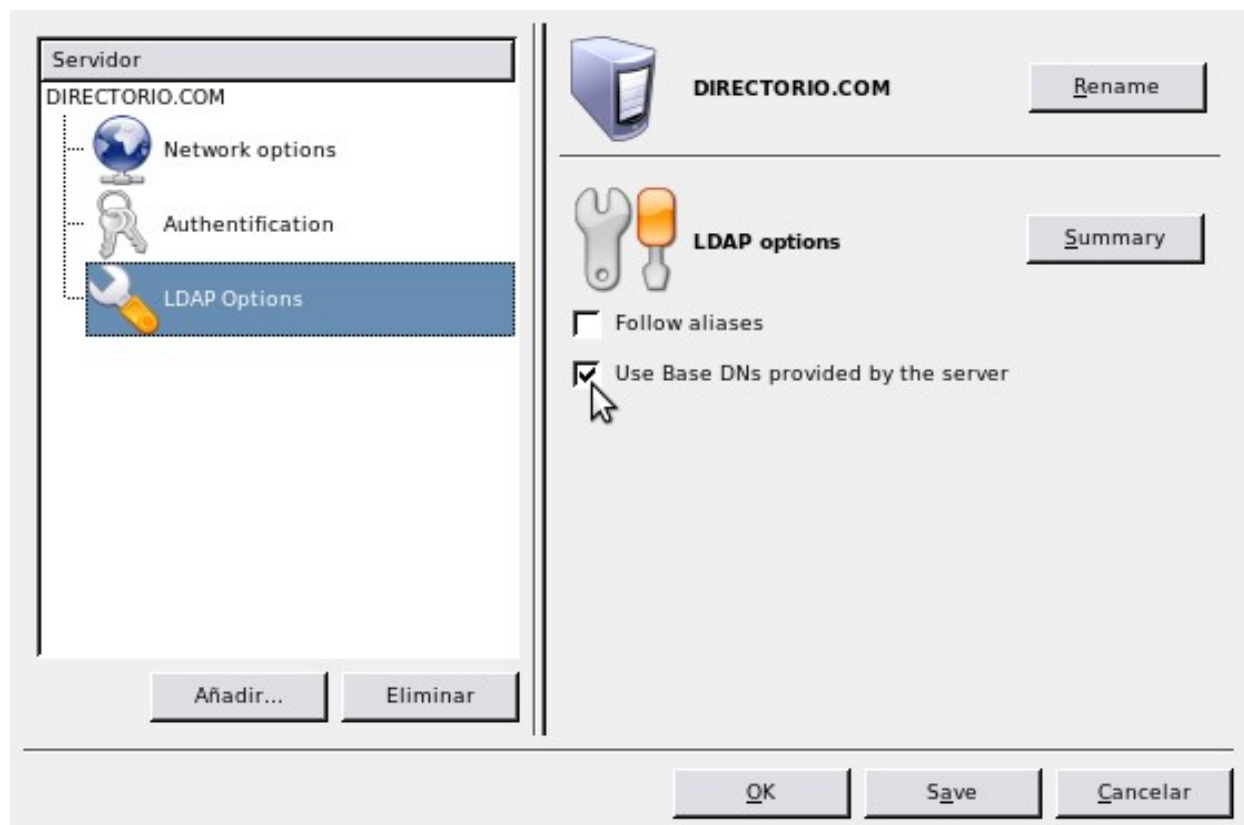 Servidor
DIRECTORIO.COM
Network options
Authentification
LDAP Options
Añadir...
Eliminar
DIRECTORIO.COM
Rename
LDAP options
Summary
Follow aliases
Use Base DNs provided by the server
OK
Save
Cancelar